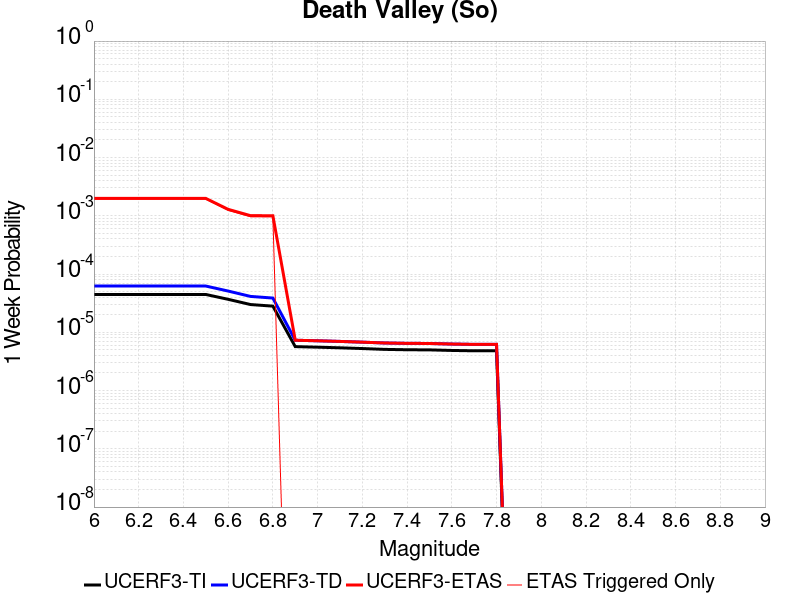 Death Valley (So)
1 Week Probability
10^0
10^-1
10^-2
10^-3
10^-4
10^-5
10^-6
10^-7
10^-8
6 6.2 6.4 6.6 6.8 7 7.2 7.4 7.6 7.8 8 8.2 8.4 8.6 8.8 9
Magnitude
UCERF3-TI UCERF3-TD UCERF3-ETAS ETAS Triggered Only